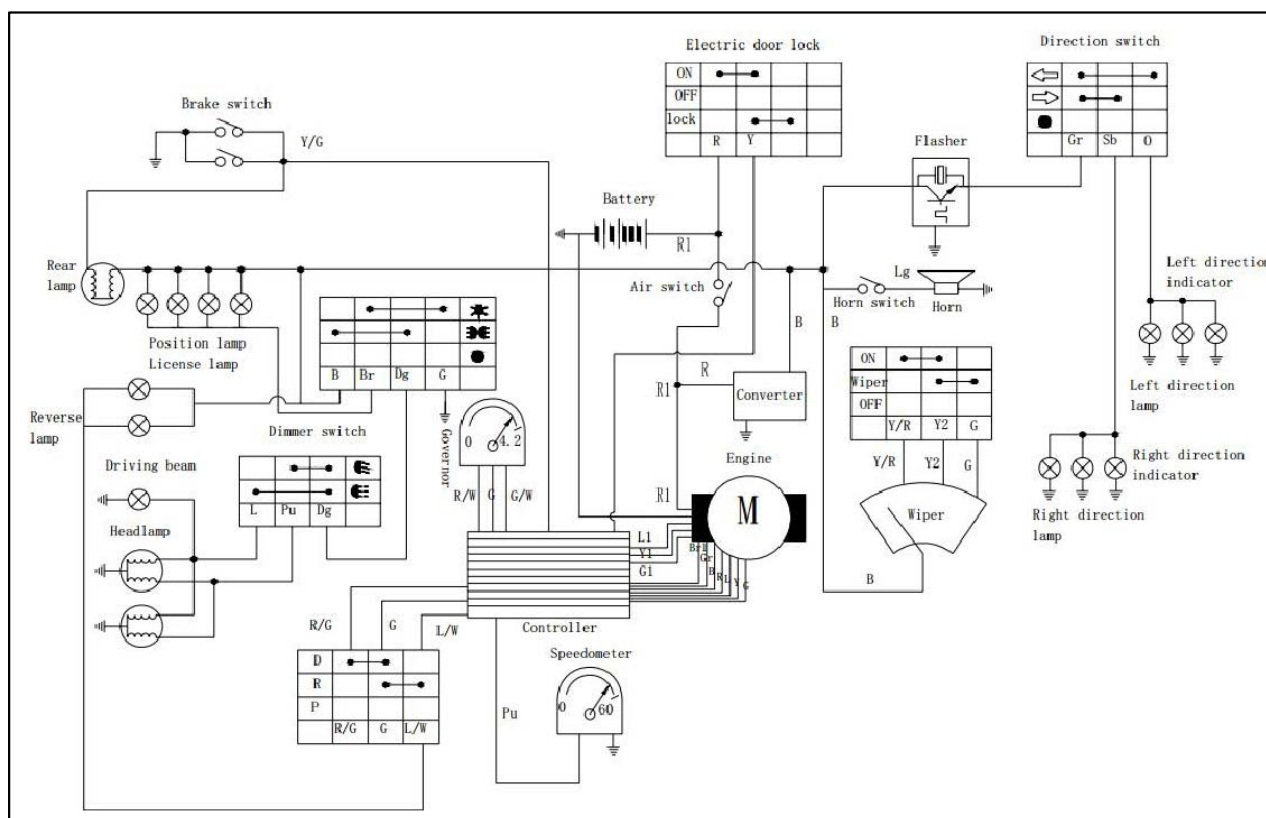 Electric door lock
Direction switch
ON
OFF
lock
R Y
Gr Sb O
Brake switch
Y/G
Flasher
Battery
R1
Rear
lamp
Air switch
Lg
Horn switch
Horn
Left direction
indicator
B
B
Position lamp
License lamp
B Br Dg G
R
R1
Converter
ON
Wiper
OFF
Y/R Y2 G
Left direction
lamp
Reverse
lamp
Dimmer switch
0 4.2
Governor
Driving beam
L Pu Dg
R/W G G/W
Engine
R1
M
Y/R Y2 G
Wiper
Right direction
indicator
Right direction
lamp
Headlamp
L1
Y1
G1
Br1
Gr
B
R
L
Y
G
B
R/G G L/W
Controller
Speedometer
D
R
P
R/G G L/W
Pu
0 60